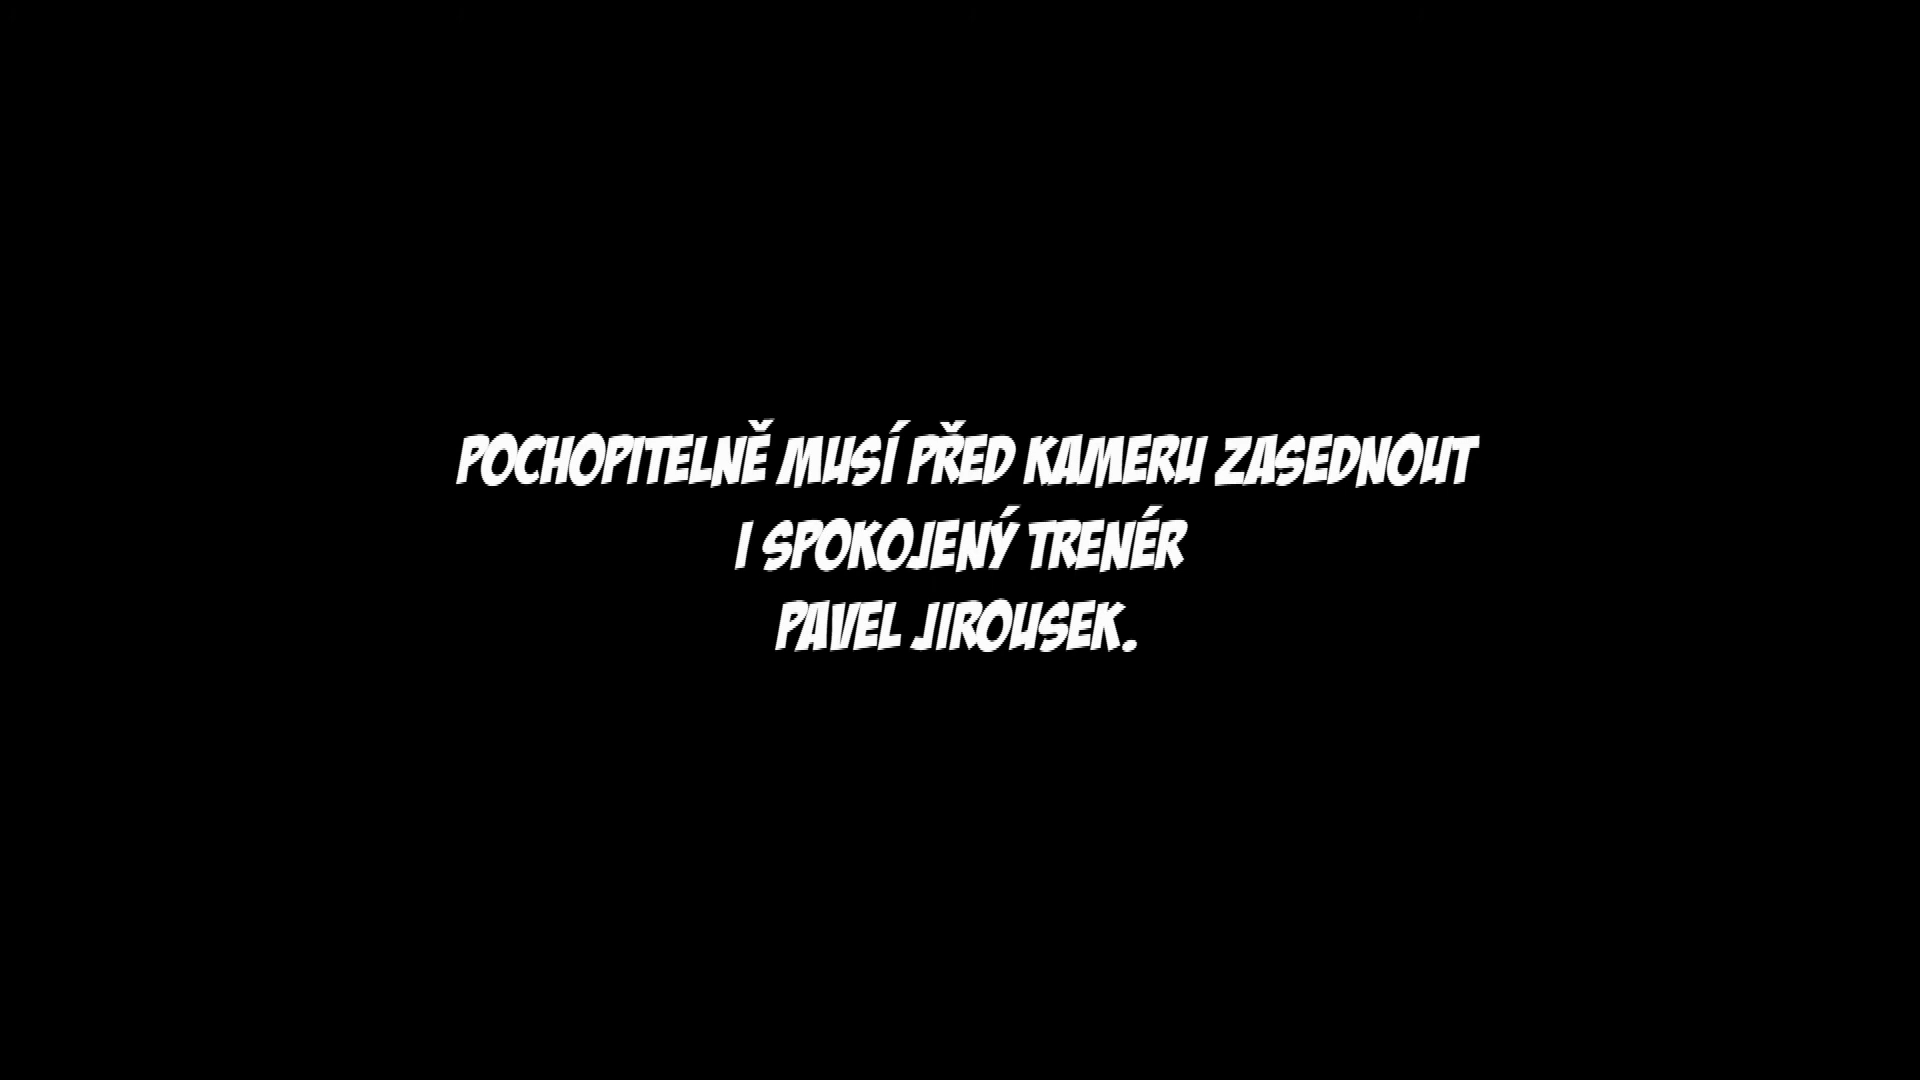 POCHOPITELNĚ MUSÍ PŘED KAMERU ZASEDNOUT
I SPOKOJENÝ TRENÉR
PAVEL JIROUSEK.